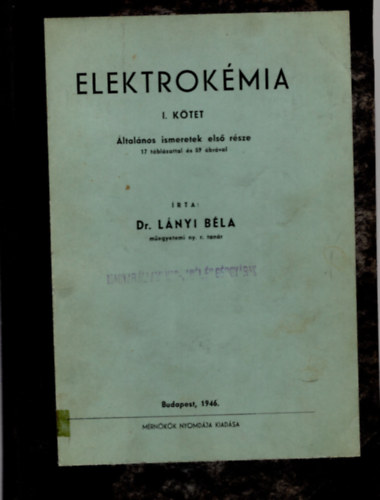 ELEKTROKÉMIA
I. KÖTET
Általános ismeretek első része
17 táblázattal és 59 ábrával
ÍRTA:
Dr. LÁNYI BÉLA
műegyetemi ny. r. tanár
Budapest, 1946.
MÉRNÖKÖK NYOMDÁJA KIADÁSA